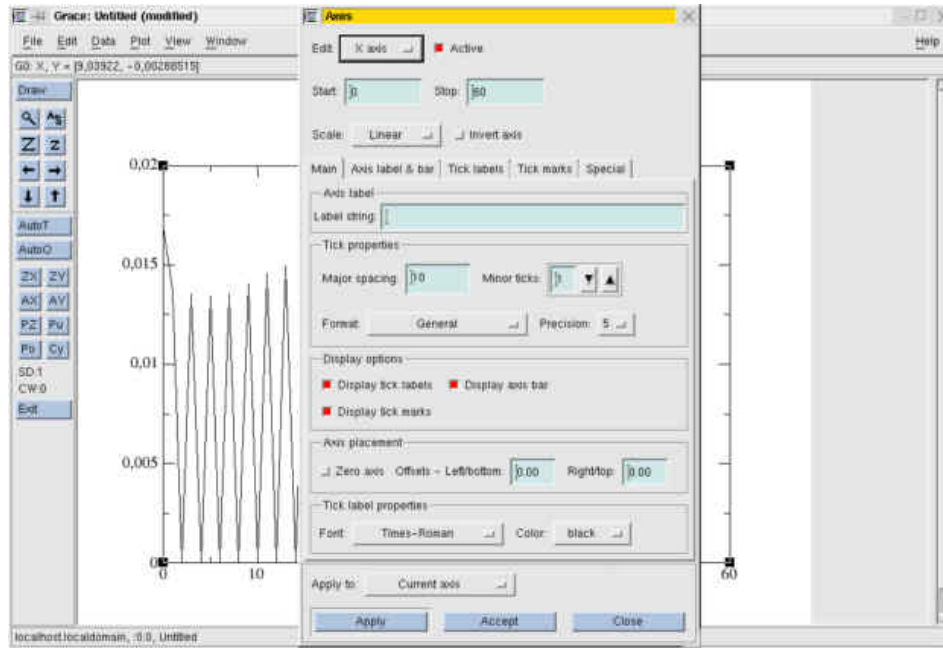 Grace: Untitled (modified)
File Edit Data Plot View Window Help
G0: X, Y = [9,03922, -0,00288515]
Draw
AS
Z Z
AutoT
AutoO
ZX ZY
AX AY
PZ Pu
Po Cy
SD:1
CW:0
Exit
0,02
0,015
0,01
0,005
0
0 10 60
localhost.localdomain, :0.0, Untitled
Axis
Edit: X axis Active
Start: 0 Stop: 60
Scale: Linear Invert axis
Main Axis label & bar Tick labels Tick marks Special
Axis label
Label string:
Tick properties
Major spacing: 10 Minor ticks: 1
Format: General Precision: 5
Display options
Display tick labels Display axis bar
Display tick marks
Axis placement
Zero axis Offsets - Left/bottom: 0.00 Right/top: 0.00
Tick label properties
Font: Times-Roman Color: black
Apply to: Current axis
Apply Accept Close